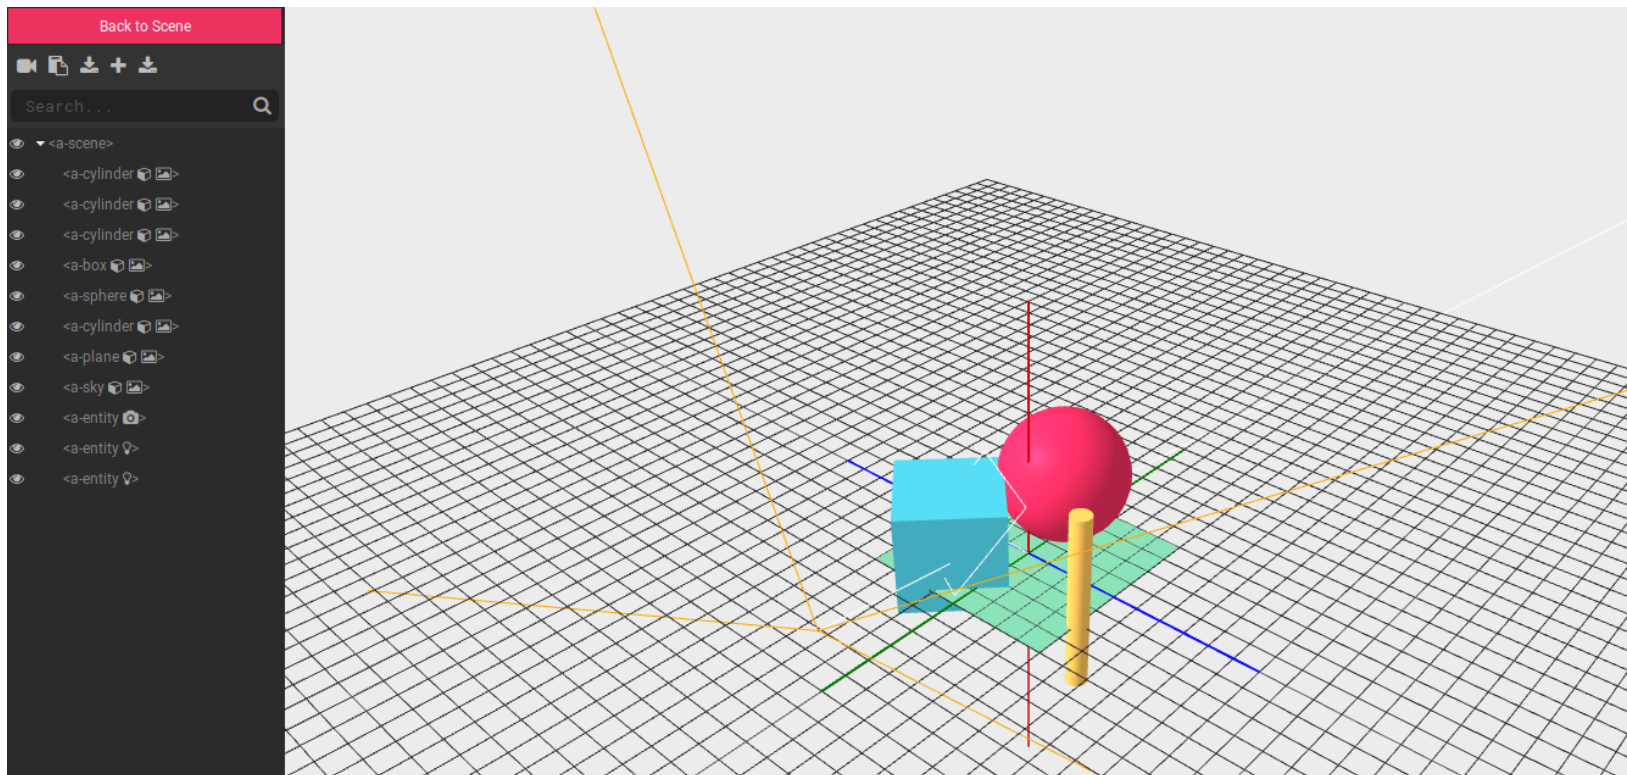 Back to Scene
Search...
<a-scene>
<a-cylinder >
<a-cylinder >
<a-cylinder >
<a-box >
<a-sphere >
<a-cylinder >
<a-plane >
<a-sky >
<a-entity >
<a-entity >
<a-entity >